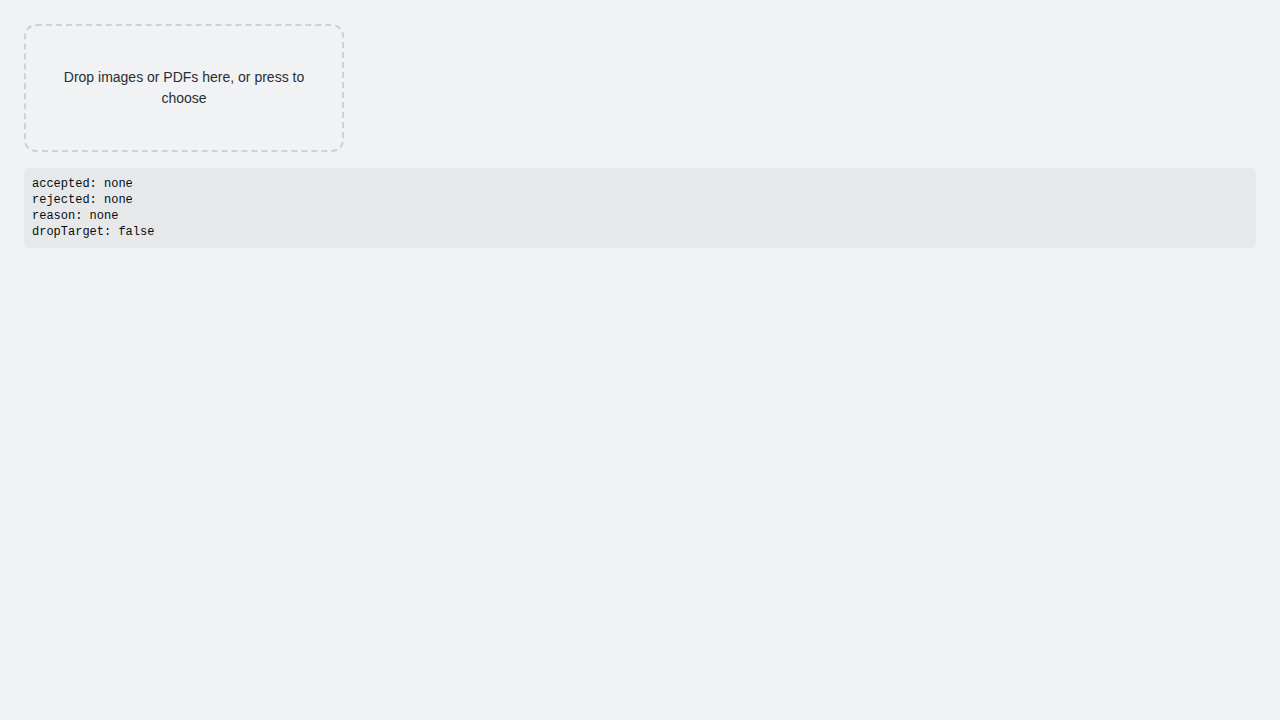 Drop images or PDFs here, or press to
choose
accepted: none
rejected: none
reason: none
dropTarget: false